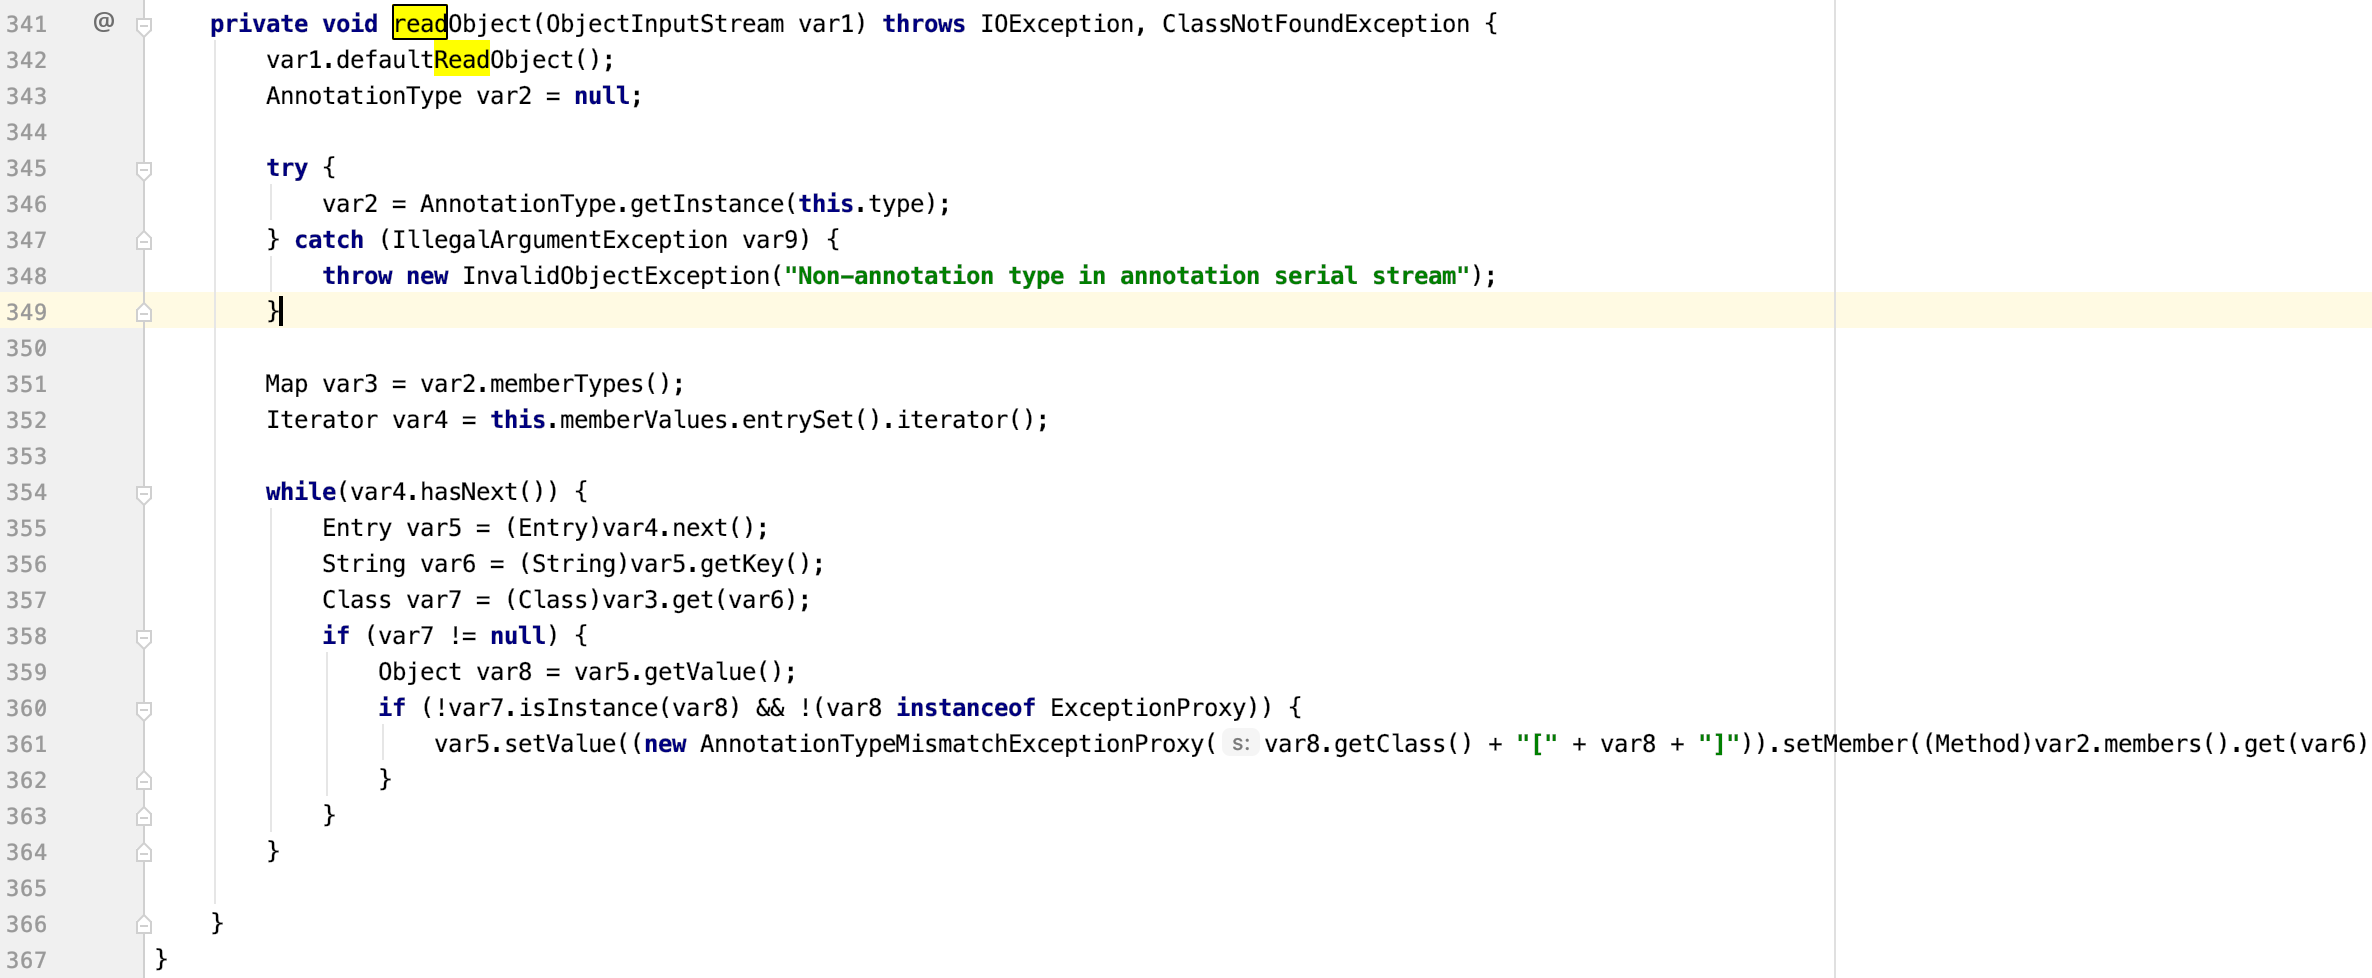 341 @ private void readObject(ObjectInputStream var1) throws IOException, ClassNotFoundException {
342 var1.defaultReadObject();
343 AnnotationType var2 = null;
344
345 try {
346 var2 = AnnotationType.getInstance(this.type);
347 } catch (IllegalArgumentException var9) {
348 throw new InvalidObjectException("Non-annotation type in annotation serial stream");
349 }
350
351 Map var3 = var2.memberTypes();
352 Iterator var4 = this.memberValues.entrySet().iterator();
353
354 while(var4.hasNext()) {
355 Entry var5 = (Entry)var4.next();
356 String var6 = (String)var5.getKey();
357 Class var7 = (Class)var3.get(var6);
358 if (var7 != null) {
359 Object var8 = var5.getValue();
360 if (!var7.isInstance(var8) && !(var8 instanceof ExceptionProxy)) {
361 var5.setValue((new AnnotationTypeMismatchExceptionProxy( s: var8.getClass() + "[" + var8 + "]")).setMember((Method)var2.members().get(var6)
362 }
363 }
364 }
365
366 }
367 }